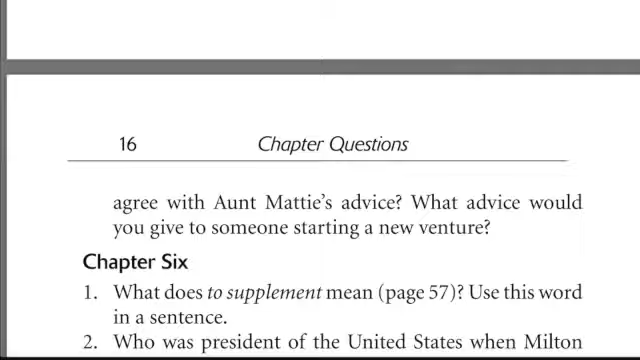 16 Chapter Questions
agree with Aunt Mattie's advice? What advice would
you give to someone starting a new venture?
Chapter Six
1. What does to supplement mean (page 57)? Use this word
in a sentence.
2. Who was president of the United States when Milton